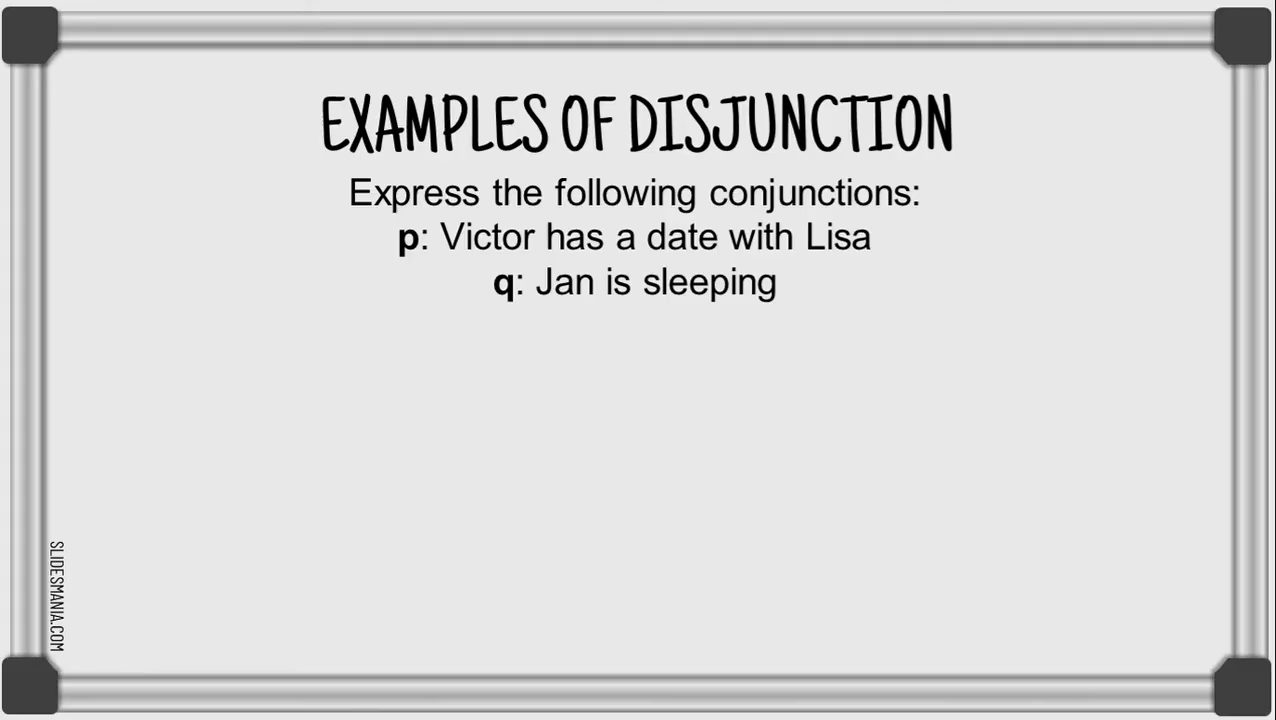 EXAMPLES OF DISJUNCTION
Express the following conjunctions:
p: Victor has a date with Lisa
q: Jan is sleeping
SLIDESMANIA.COM